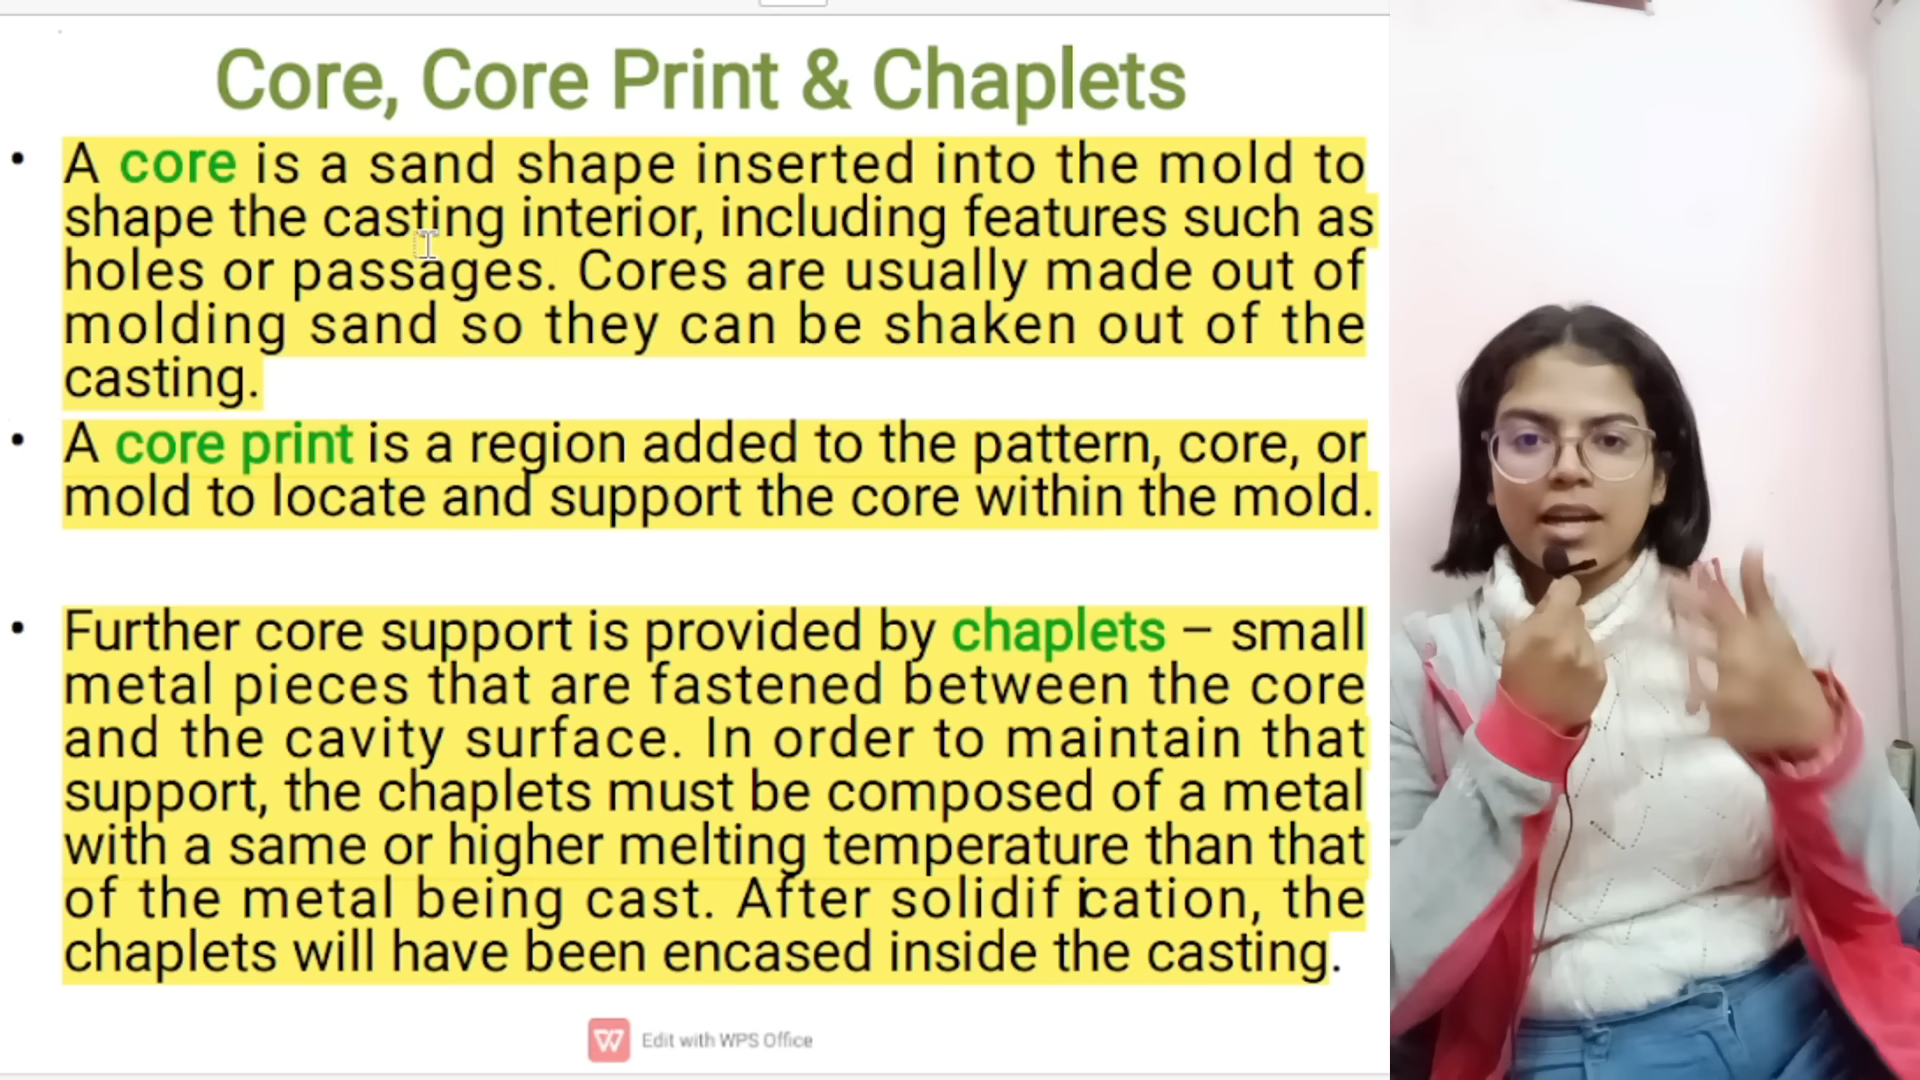 Core, Core Print & Chaplets
• A core is a sand shape inserted into the mold to
shape the casting interior, including features such as
holes or passages. Cores are usually made out of
molding sand so they can be shaken out of the
casting.
• A core print is a region added to the pattern, core, or
mold to locate and support the core within the mold.
• Further core support is provided by chaplets – small
metal pieces that are fastened between the core
and the cavity surface. In order to maintain that
support, the chaplets must be composed of a metal
with a same or higher melting temperature than that
of the metal being cast. After solidification, the
chaplets will have been encased inside the casting.
Edit with WPS Office